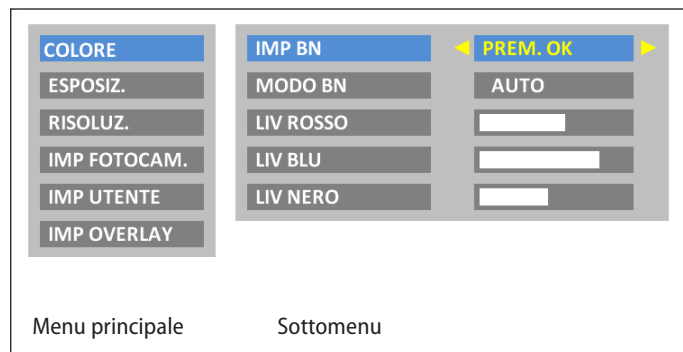 COLORE
ESPOSIZ.
RISOLUZ.
IMP FOTOCAM.
IMP UTENTE
IMP OVERLAY
IMP BN PREM. OK
MODO BN AUTO
LIV ROSSO
LIV BLU
LIV NERO
Menu principale
Sottomenu